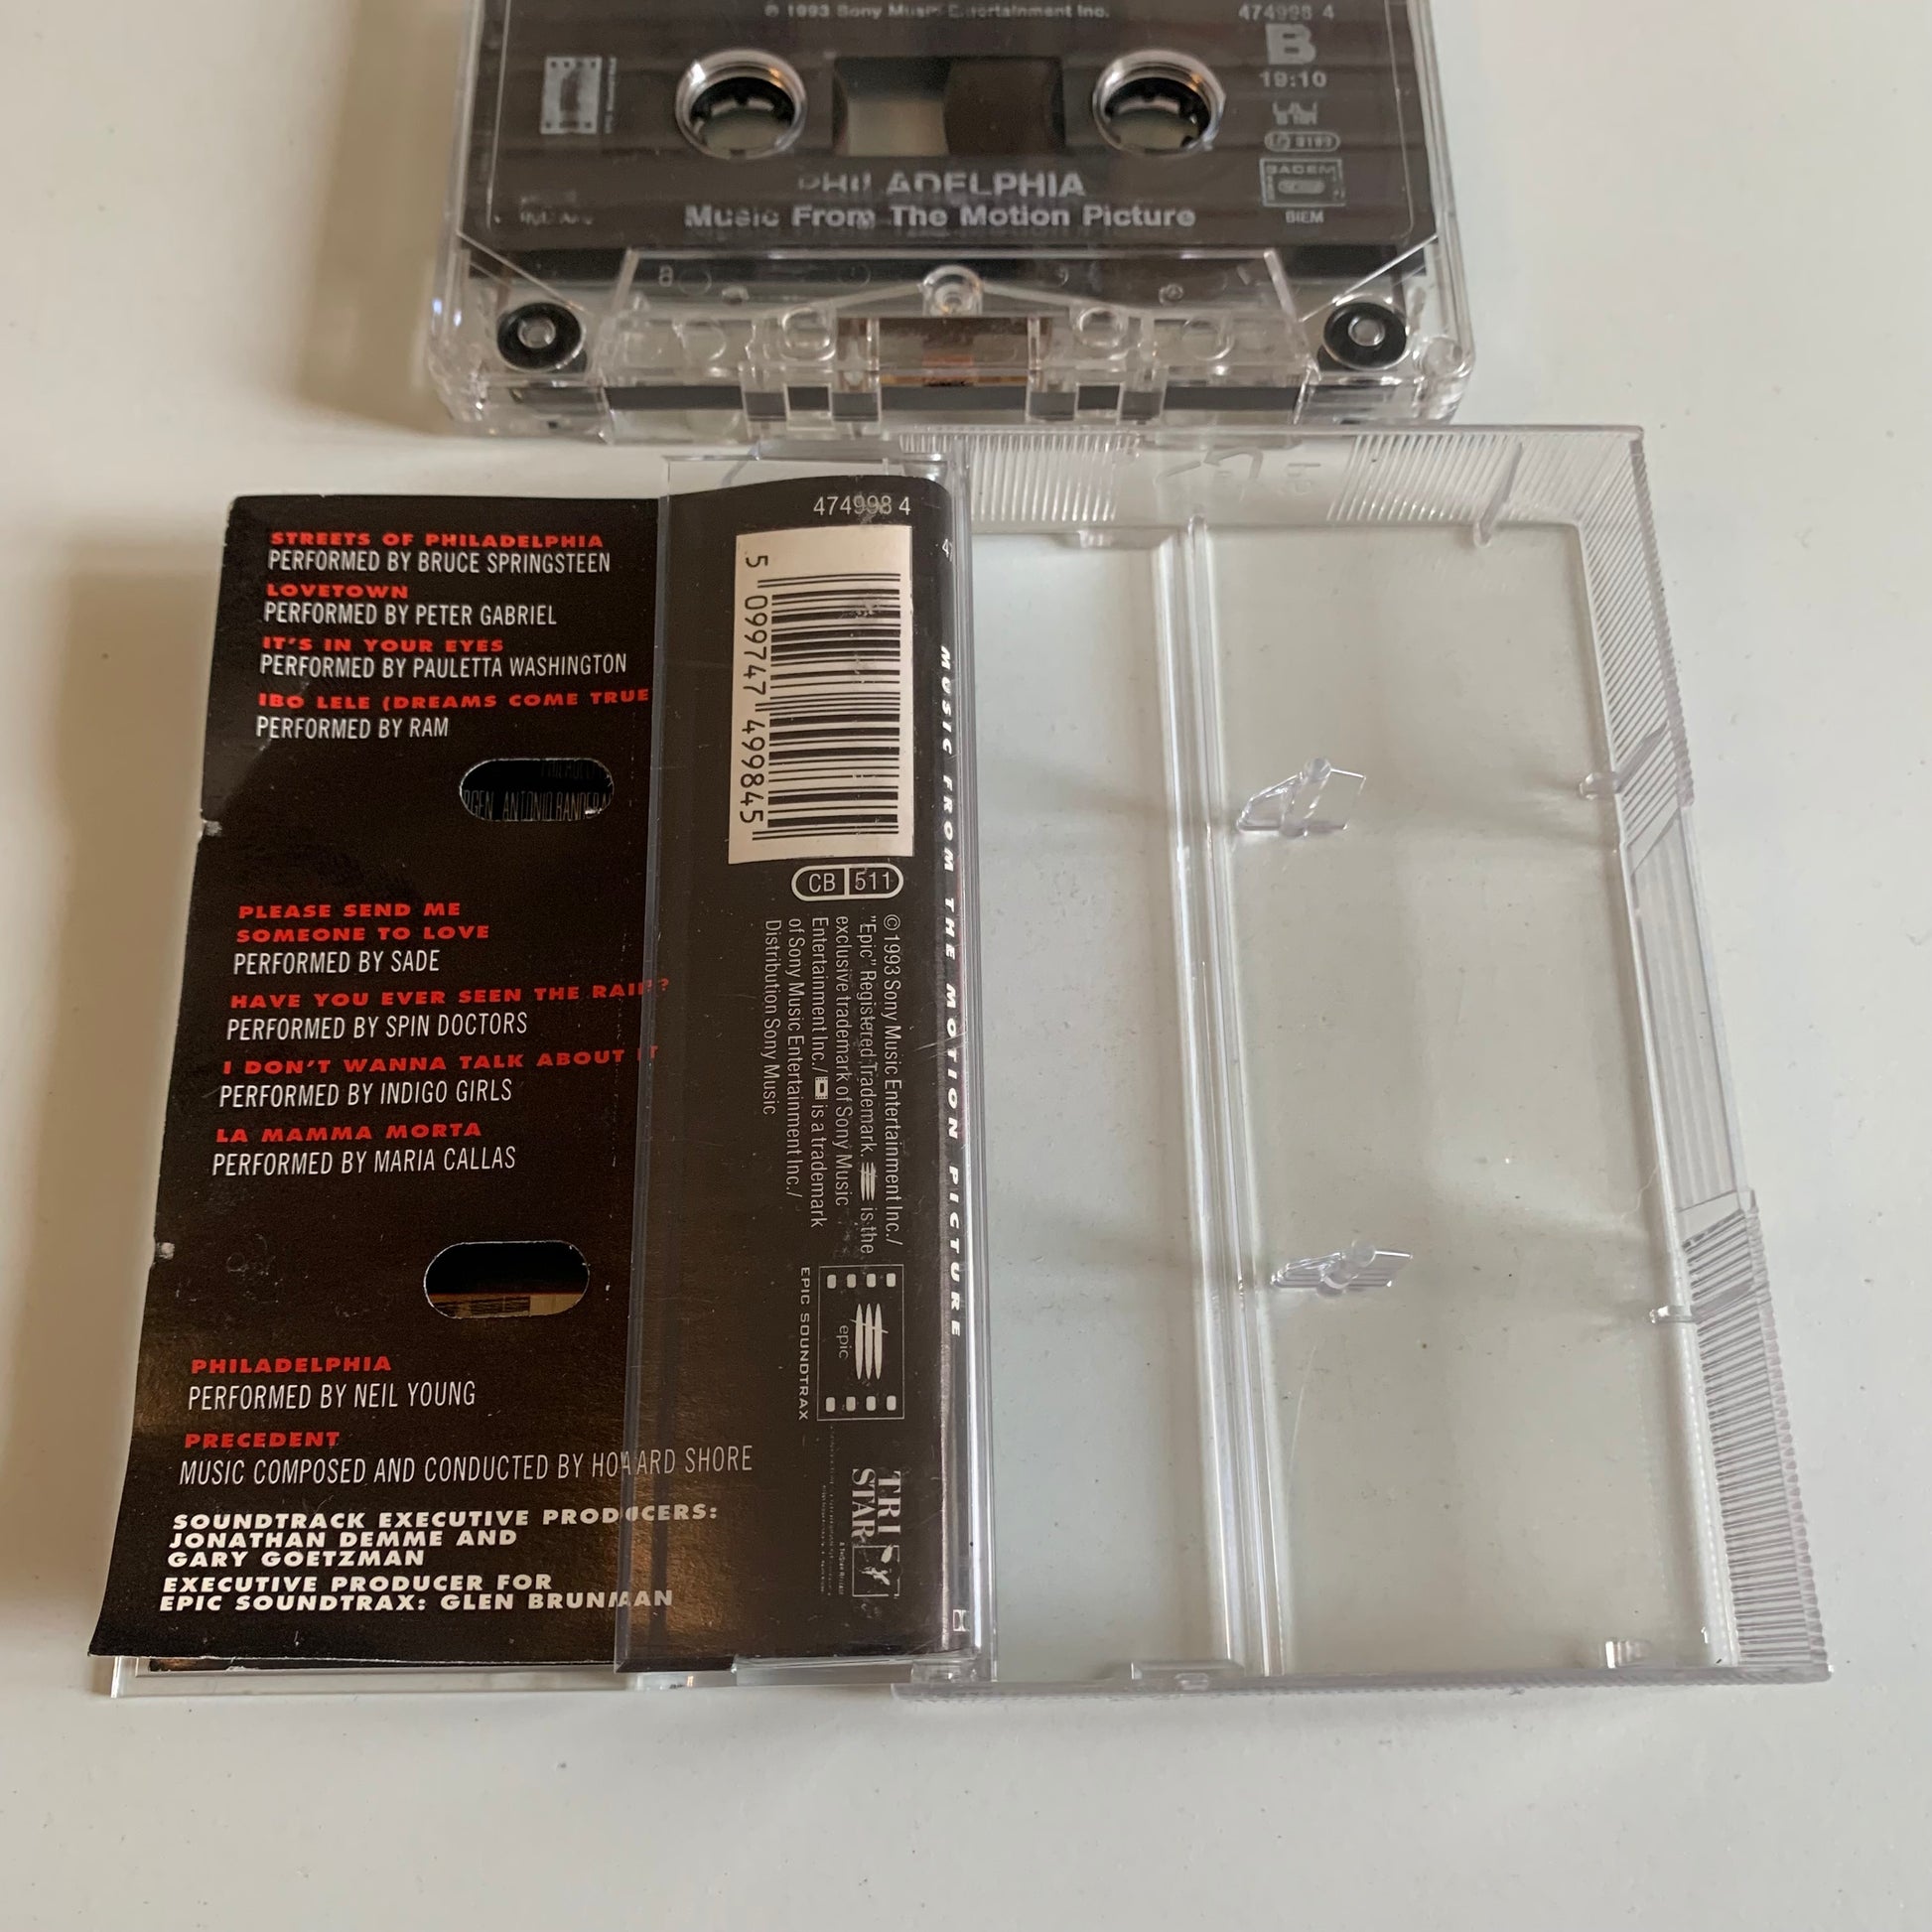 ℗ 1993 Sony Music Entertainment Inc.
474998 4
B
19:10
SACEM
BIEM
PHILADELPHIA
Music From The Motion Picture
STREETS OF PHILADELPHIA
PERFORMED BY BRUCE SPRINGSTEEN
LOVETOWN
PERFORMED BY PETER GABRIEL
IT'S IN YOUR EYES
PERFORMED BY PAULETTA WASHINGTON
IBO LELE (DREAMS COME TRUE
PERFORMED BY RAM
ANTONIO BANDERA
PLEASE SEND ME
SOMEONE TO LOVE
PERFORMED BY SADE
HAVE YOU EVER SEEN THE RAIN?
PERFORMED BY SPIN DOCTORS
I DON'T WANNA TALK ABOUT IT
PERFORMED BY INDIGO GIRLS
LA MAMMA MORTA
PERFORMED BY MARIA CALLAS
PHILADELPHIA
PERFORMED BY NEIL YOUNG
PRECEDENT
MUSIC COMPOSED AND CONDUCTED BY HOWARD SHORE
SOUNDTRACK EXECUTIVE PRODUCERS:
JONATHAN DEMME AND
GARY GOETZMAN
EXECUTIVE PRODUCER FOR
EPIC SOUNDTRAX: GLEN BRUNMAN
474998 4
5 099747 499845
CB 511
© 1993 Sony Music Entertainment Inc./
"Epic" Registered Trademark. is the
exclusive trademark of Sony Music
Entertainment Inc./ is a trademark
of Sony Music Entertainment Inc./
Distribution Sony Music
epic
EPIC SOUNDTRAX
TRI
STAR
MUSIC FROM THE MOTION PICTURE